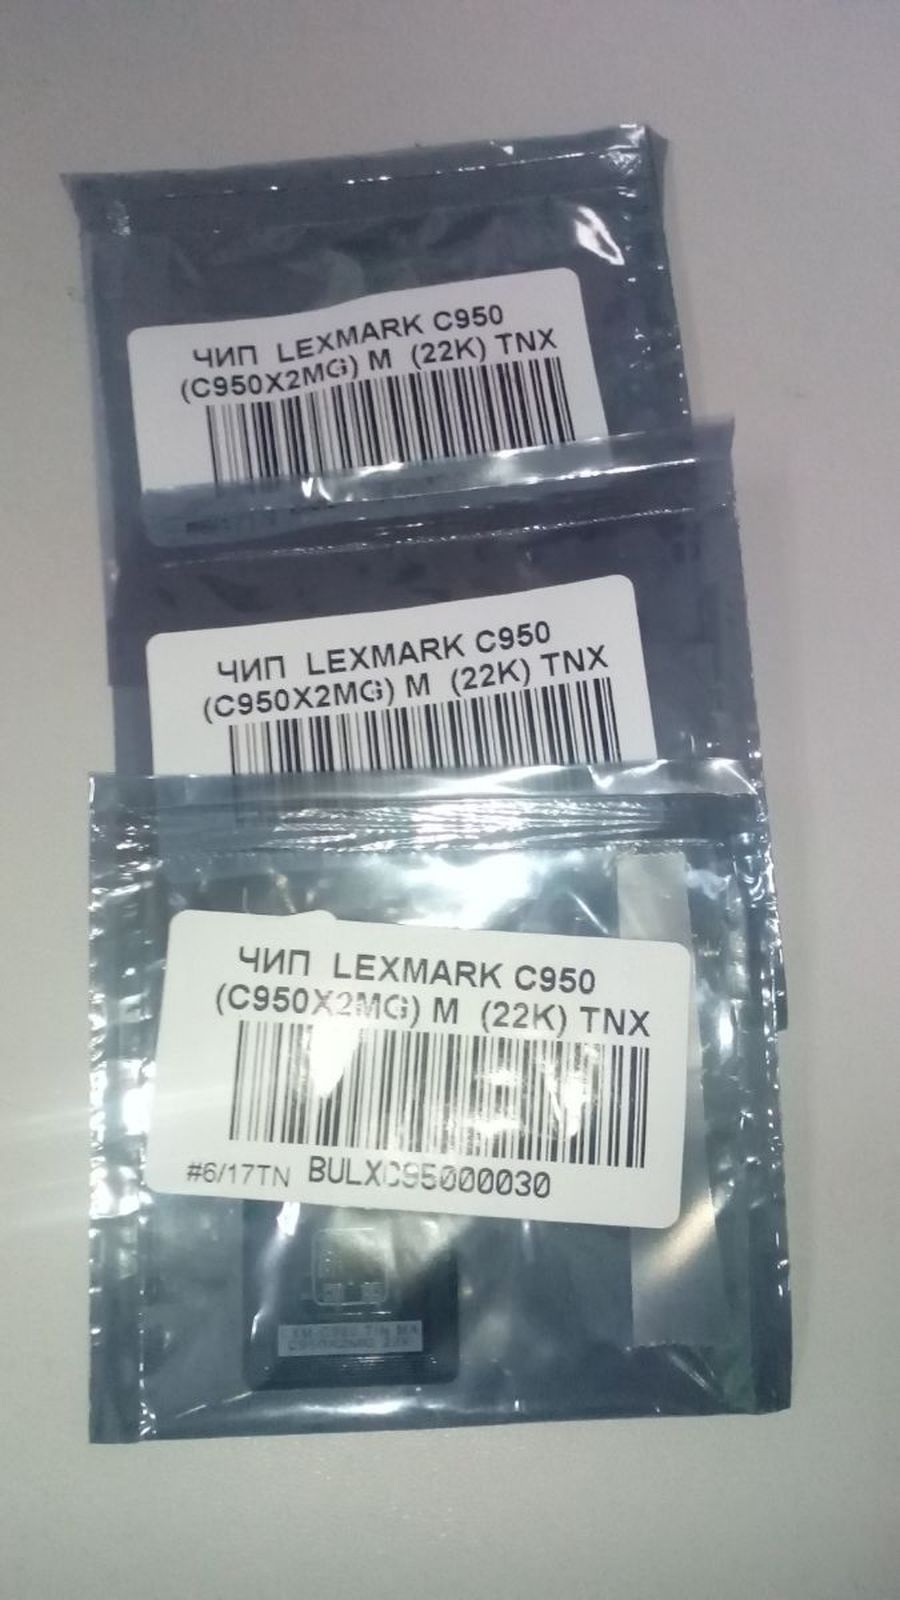 ЧИП LEXMARK C950
(C950X2MG) M (22K) TNX
ЧИП LEXMARK C950
(C950X2MG) M (22K) TNX
ЧИП LEXMARK C950
(C950X2MG) M (22K) TNX
#6/17TN BULXC95000030